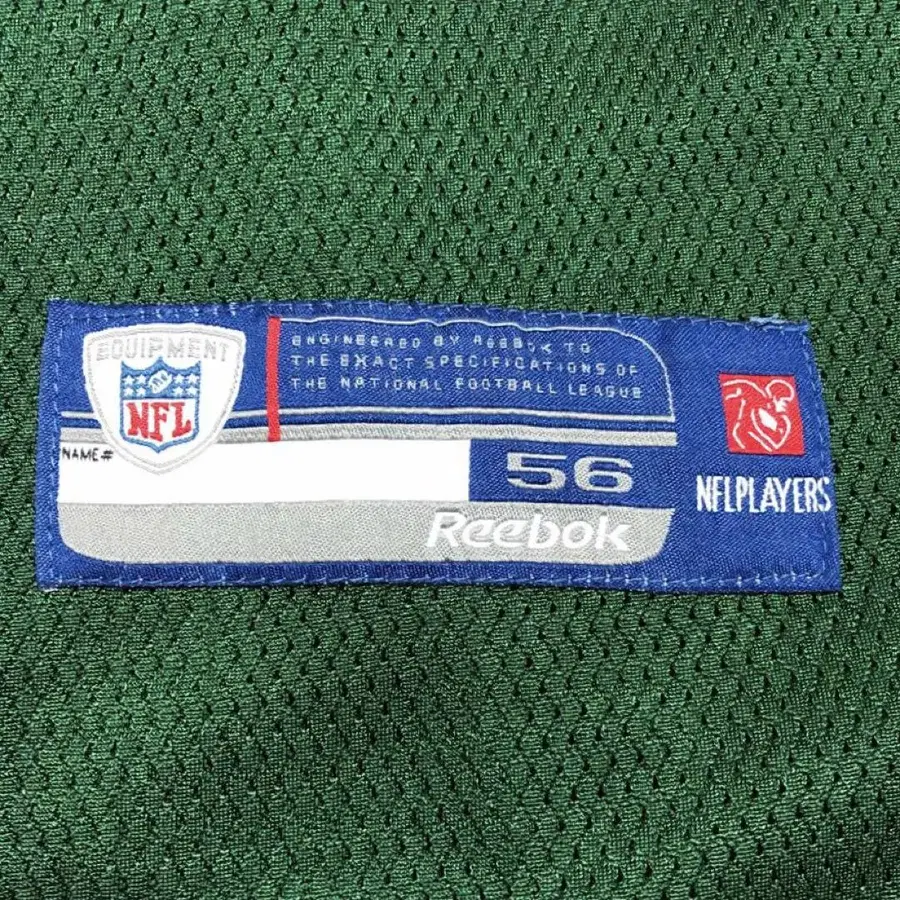 EQUIPMENT
NFL
ENGINEERED BY REEBOK TO
THE EXACT SPECIFICATIONS OF
THE NATIONAL FOOTBALL LEAGUE
NAME#
56
Reebok
NFLPLAYERS